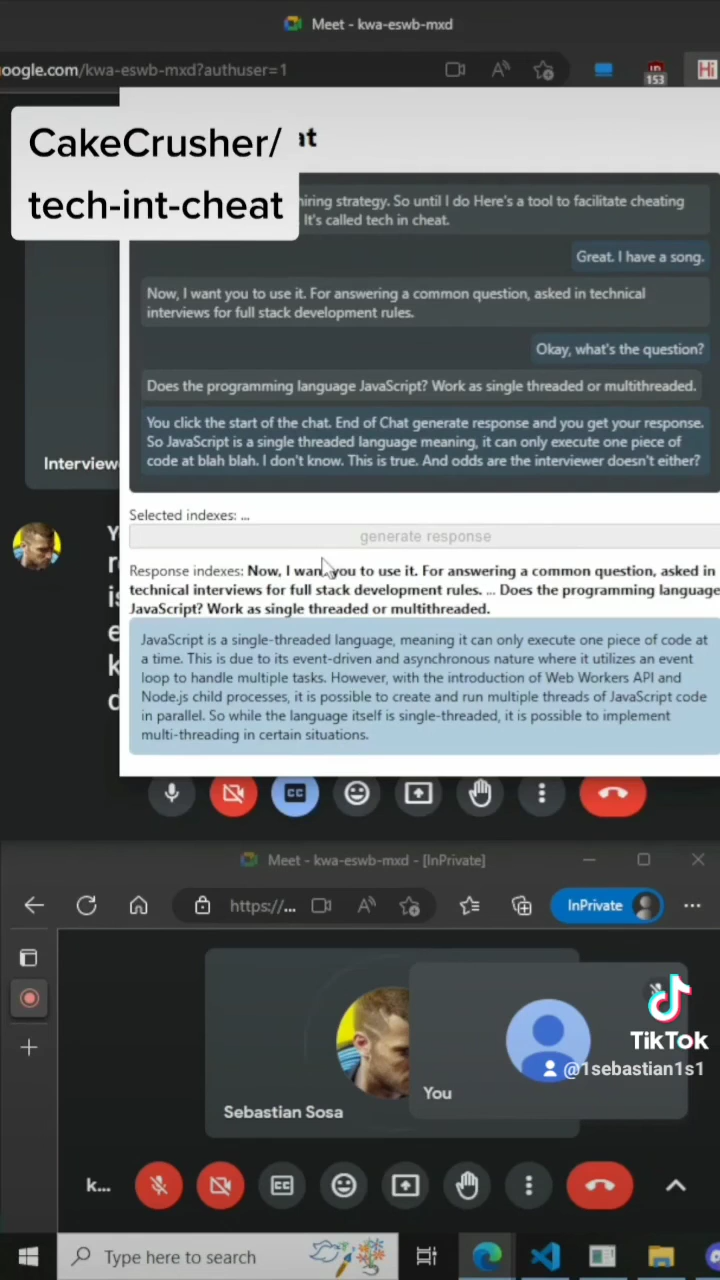 Meet - kwa-eswb-mxd
oogle.com/kwa-eswb-mxd?authuser=1
153
Hi
CakeCrusher/
tech-int-cheat
at
hiring strategy. So until I do Here's a tool to facilitate cheating
It's called tech in cheat.
Great. I have a song.
Now, I want you to use it. For answering a common question, asked in technical
interviews for full stack development rules.
Okay, what's the question?
Does the programming language JavaScript? Work as single threaded or multithreaded.
You click the start of the chat. End of Chat generate response and you get your response.
So JavaScript is a single threaded language meaning, it can only execute one piece of
code at blah blah. I don't know. This is true. And odds are the interviewer doesn't either?
Interviewe
Selected indexes: ...
generate response
Response indexes: Now, I want you to use it. For answering a common question, asked in
technical interviews for full stack development rules. ... Does the programming language
JavaScript? Work as single threaded or multithreaded.
JavaScript is a single-threaded language, meaning it can only execute one piece of code at
a time. This is due to its event-driven and asynchronous nature where it utilizes an event
loop to handle multiple tasks. However, with the introduction of Web Workers API and
Node.js child processes, it is possible to create and run multiple threads of JavaScript code
in parallel. So while the language itself is single-threaded, it is possible to implement
multi-threading in certain situations.
CC
Meet - kwa-eswb-mxd - [InPrivate]
https://...
InPrivate
TikTok
@1sebastian1s1
You
Sebastian Sosa
k...
CC
Type here to search